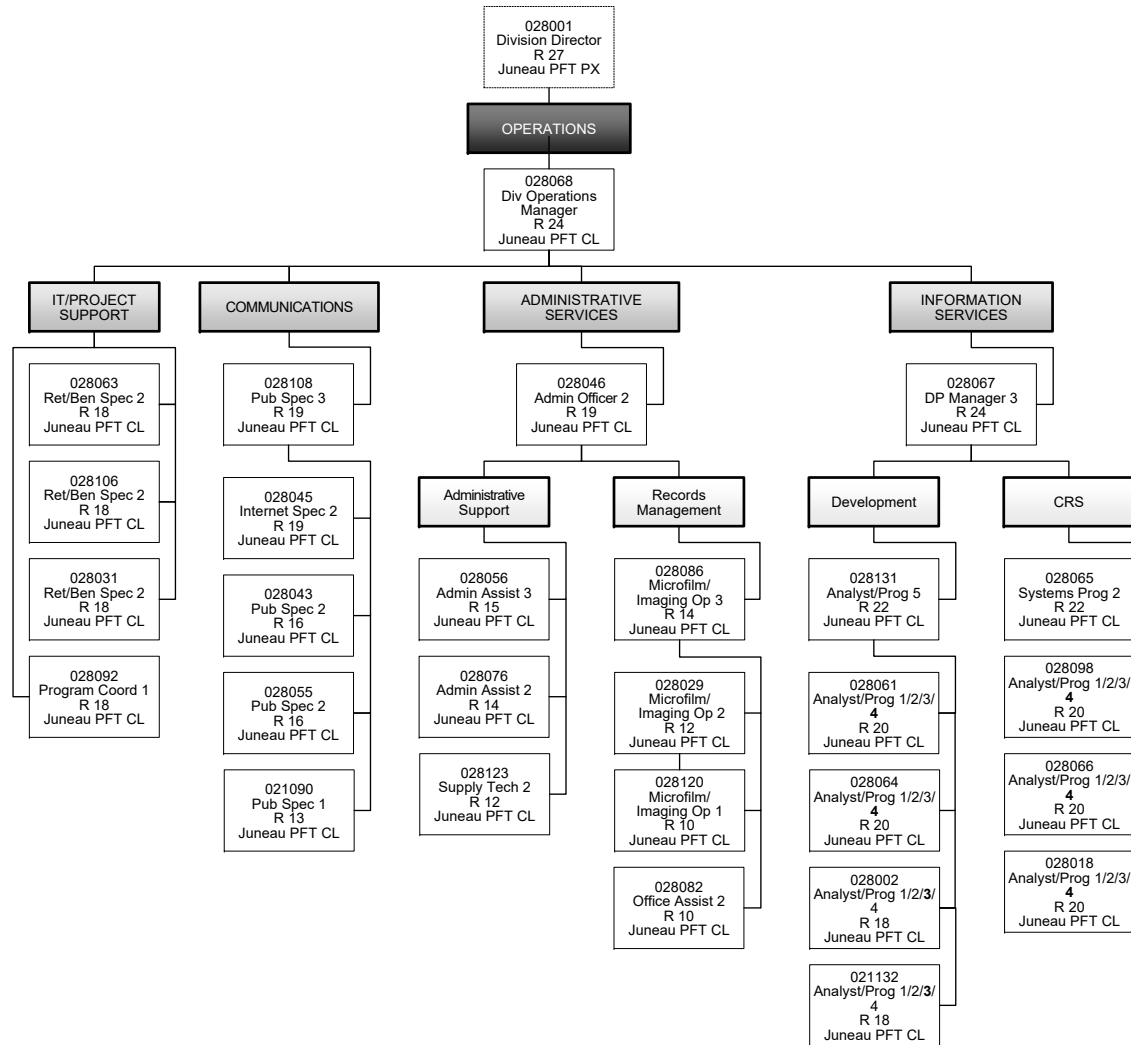 028001
Division Director
R 27
Juneau PFT PX
OPERATIONS
028068
Div Operations
Manager
R 24
Juneau PFT CL
IT/PROJECT
SUPPORT
028063
Ret/Ben Spec 2
R 18
Juneau PFT CL
028106
Ret/Ben Spec 2
R 18
Juneau PFT CL
028031
Ret/Ben Spec 2
R 18
Juneau PFT CL
028092
Program Coord 1
R 18
Juneau PFT CL
COMMUNICATIONS
028108
Pub Spec 3
R 19
Juneau PFT CL
028045
Internet Spec 2
R 19
Juneau PFT CL
028043
Pub Spec 2
R 16
Juneau PFT CL
028055
Pub Spec 2
R 16
Juneau PFT CL
021090
Pub Spec 1
R 13
Juneau PFT CL
ADMINISTRATIVE
SERVICES
028046
Admin Officer 2
R 19
Juneau PFT CL
Administrative
Support
028056
Admin Assist 3
R 15
Juneau PFT CL
028076
Admin Assist 2
R 14
Juneau PFT CL
028123
Supply Tech 2
R 12
Juneau PFT CL
Records
Management
028086
Microfilm/
Imaging Op 3
R 14
Juneau PFT CL
028029
Microfilm/
Imaging Op 2
R 12
Juneau PFT CL
028120
Microfilm/
Imaging Op 1
R 10
Juneau PFT CL
028082
Office Assist 2
R 10
Juneau PFT CL
INFORMATION
SERVICES
028067
DP Manager 3
R 24
Juneau PFT CL
Development
028131
Analyst/Prog 5
R 22
Juneau PFT CL
028061
Analyst/Prog 1/2/3/
4
R 20
Juneau PFT CL
028064
Analyst/Prog 1/2/3/
4
R 20
Juneau PFT CL
028002
Analyst/Prog 1/2/3/
4
R 18
Juneau PFT CL
021132
Analyst/Prog 1/2/3/
4
R 18
Juneau PFT CL
CRS
028065
Systems Prog 2
R 22
Juneau PFT CL
028098
Analyst/Prog 1/2/3/
4
R 20
Juneau PFT CL
028066
Analyst/Prog 1/2/3/
4
R 20
Juneau PFT CL
028018
Analyst/Prog 1/2/3/
4
R 20
Juneau PFT CL